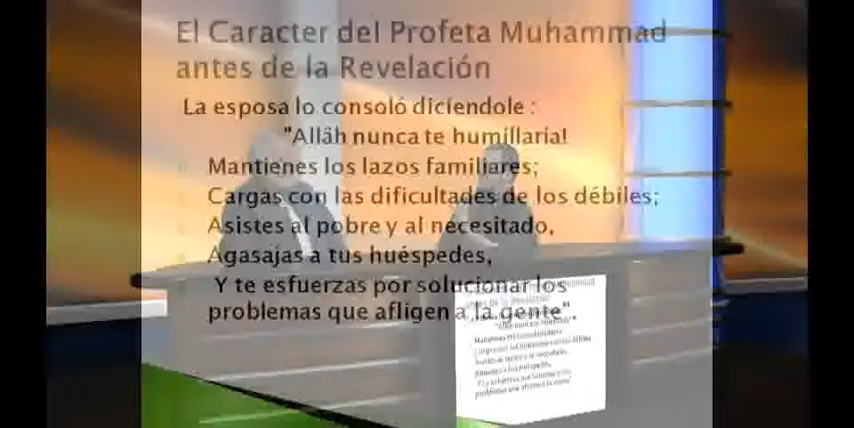 El Caracter del Profeta Muhammad
antes de la Revelación
La esposa lo consoló diciendole :
"Allâh nunca te humillaria!
Mantienes los lazos familiares;
Cargas con las dificultades de los débiles;
Asistes al pobre y al necesitado,
Agasajas a tus huéspedes,
Y te esfuerzas por solucionar los
problemas que afligen a la gente".